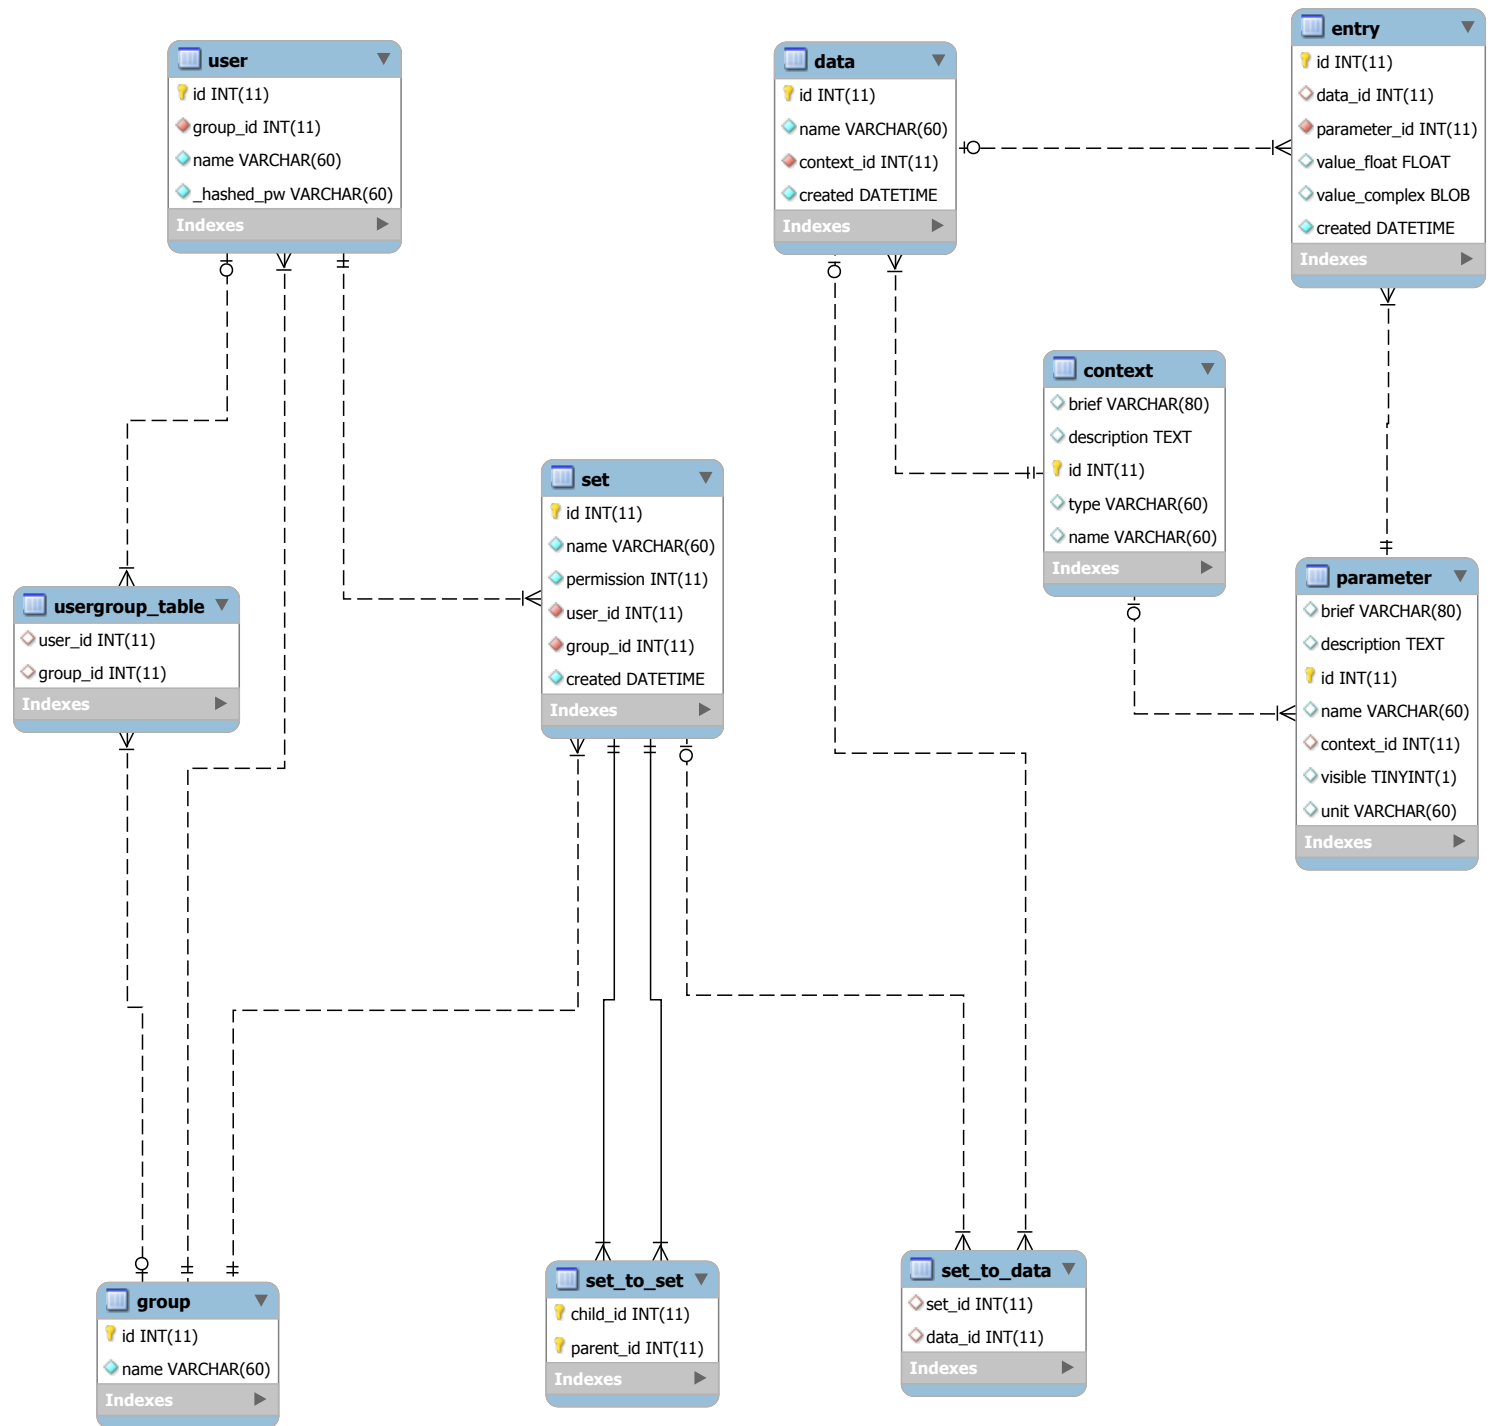 user
id INT(11)
group_id INT(11)
name VARCHAR(60)
_hashed_pw VARCHAR(60)
Indexes
data
id INT(11)
name VARCHAR(60)
context_id INT(11)
created DATETIME
Indexes
entry
id INT(11)
data_id INT(11)
parameter_id INT(11)
value_float FLOAT
value_complex BLOB
created DATETIME
Indexes
context
brief VARCHAR(80)
description TEXT
id INT(11)
type VARCHAR(60)
name VARCHAR(60)
Indexes
set
id INT(11)
name VARCHAR(60)
permission INT(11)
user_id INT(11)
group_id INT(11)
created DATETIME
Indexes
usergroup_table
user_id INT(11)
group_id INT(11)
Indexes
parameter
brief VARCHAR(80)
description TEXT
id INT(11)
name VARCHAR(60)
context_id INT(11)
visible TINYINT(1)
unit VARCHAR(60)
Indexes
group
id INT(11)
name VARCHAR(60)
Indexes
set_to_set
child_id INT(11)
parent_id INT(11)
Indexes
set_to_data
set_id INT(11)
data_id INT(11)
Indexes